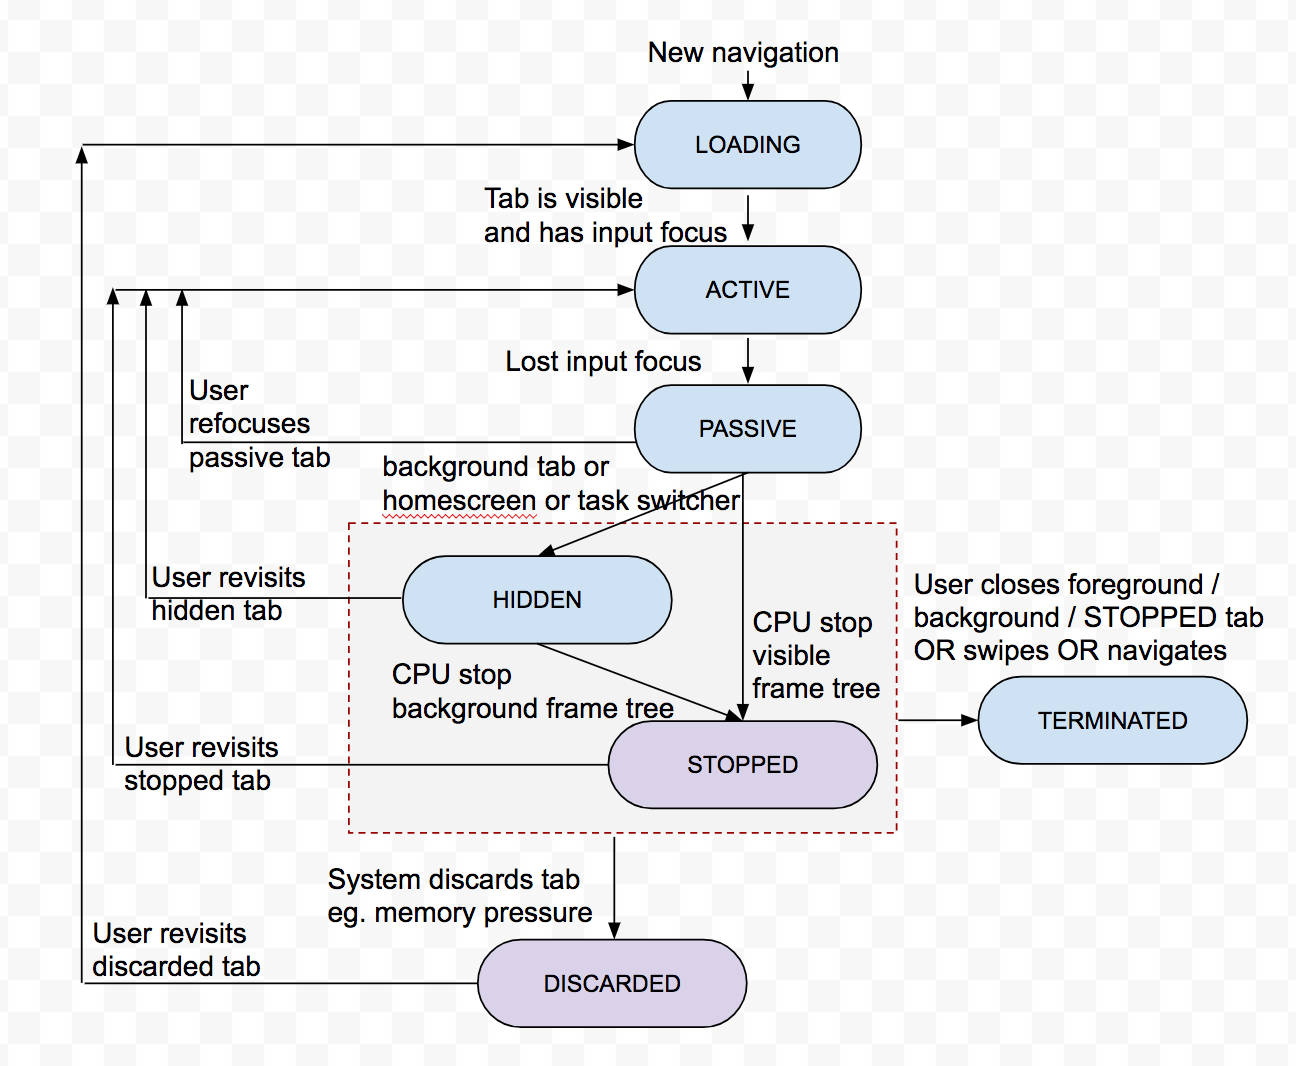 New navigation
LOADING
Tab is visible
and has input focus
ACTIVE
Lost input focus
User
refocuses
passive tab
PASSIVE
background tab or
homescreen or task switcher
User revisits
hidden tab
HIDDEN
CPU stop
visible
frame tree
User closes foreground /
background / STOPPED tab
OR swipes OR navigates
CPU stop
background frame tree
TERMINATED
User revisits
stopped tab
STOPPED
System discards tab
eg. memory pressure
User revisits
discarded tab
DISCARDED